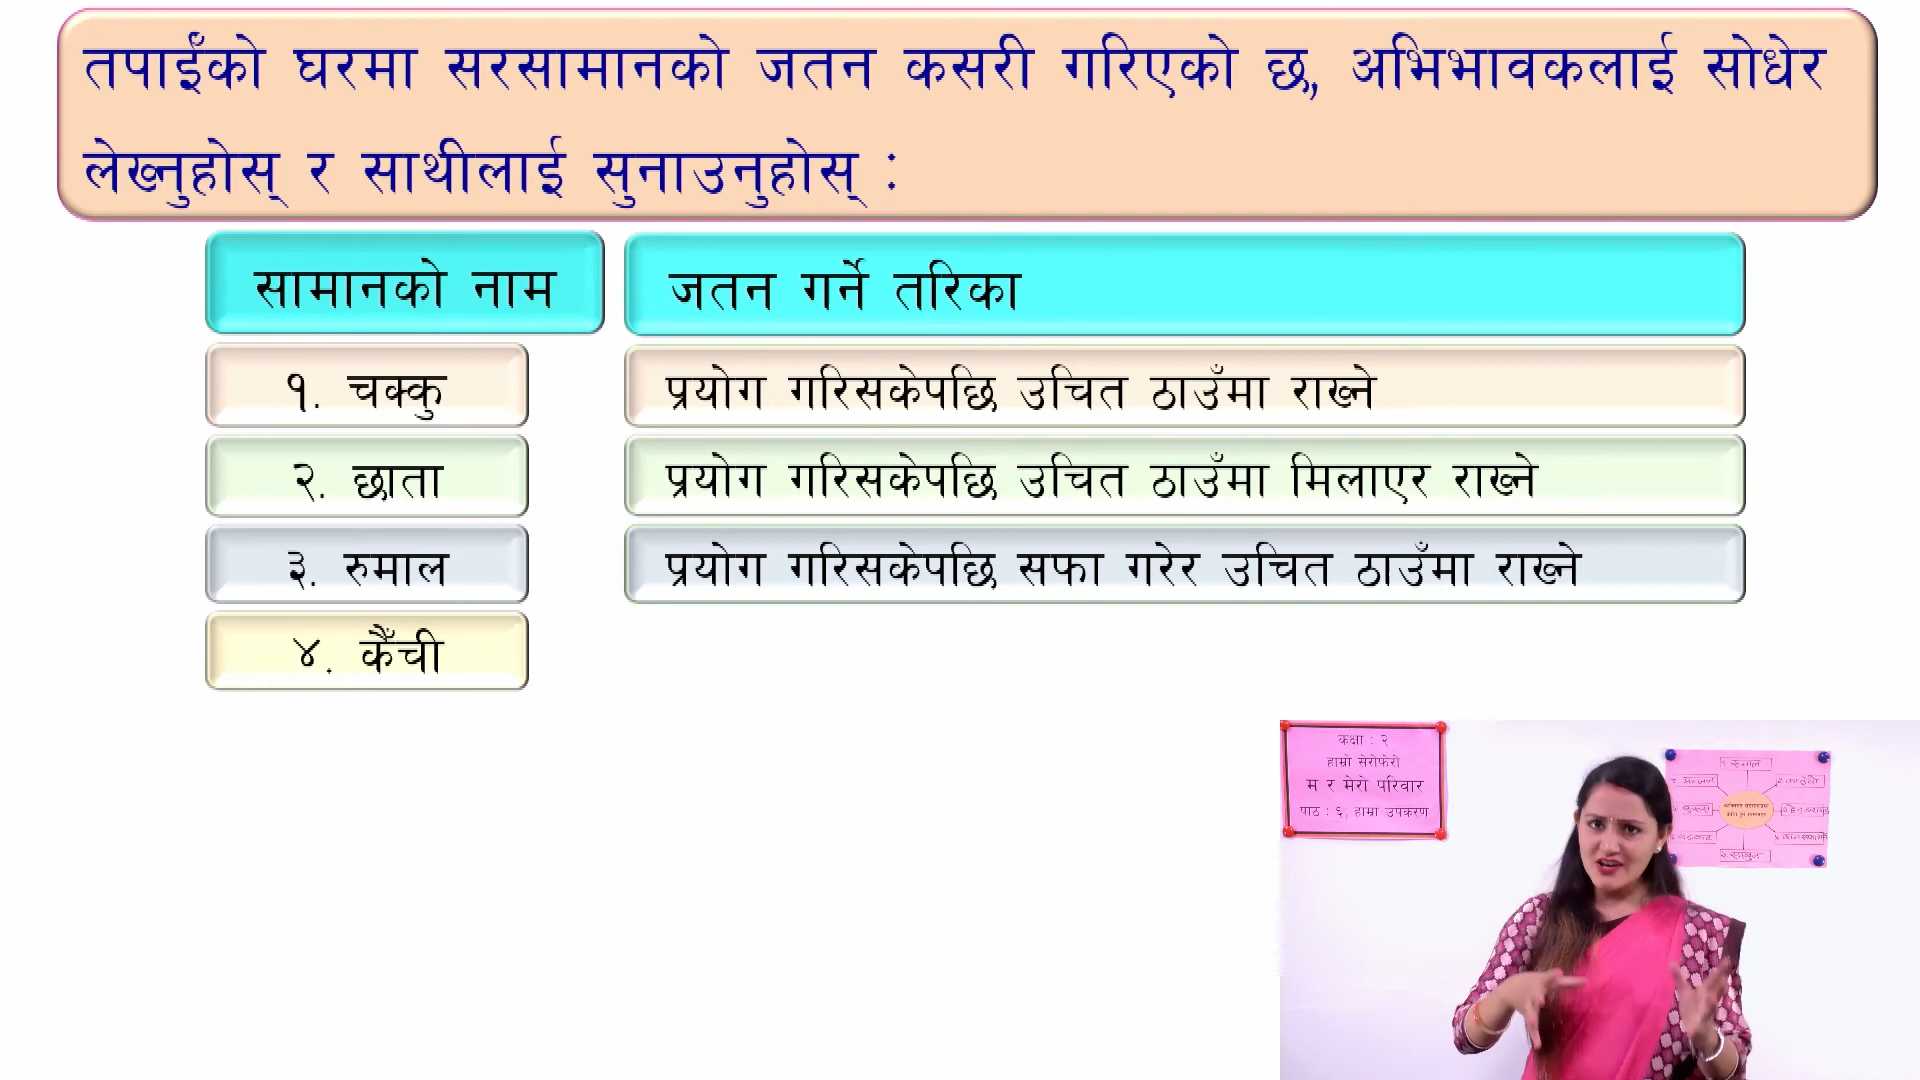 तपाईंको घरमा सरसामानको जतन कसरी गरिएको छ, अभिभावकलाई सोधेर
लेख्नुहोस् र साथीलाई सुनाउनुहोस् :
सामानको नाम
जतन गर्ने तरिका
१. चक्कु
प्रयोग गरिसकेपछि उचित ठाउँमा राख्ने
२. छाता
प्रयोग गरिसकेपछि उचित ठाउँमा मिलाएर राख्ने
३. रुमाल
प्रयोग गरिसकेपछि सफा गरेर उचित ठाउँमा राख्ने
४. कैँची
कक्षा : २
हाम्रो सेरोफेरो
म र मेरो परिवार
पाठ : ६, हाम्रा उपकरण
रुमाल
साबुन